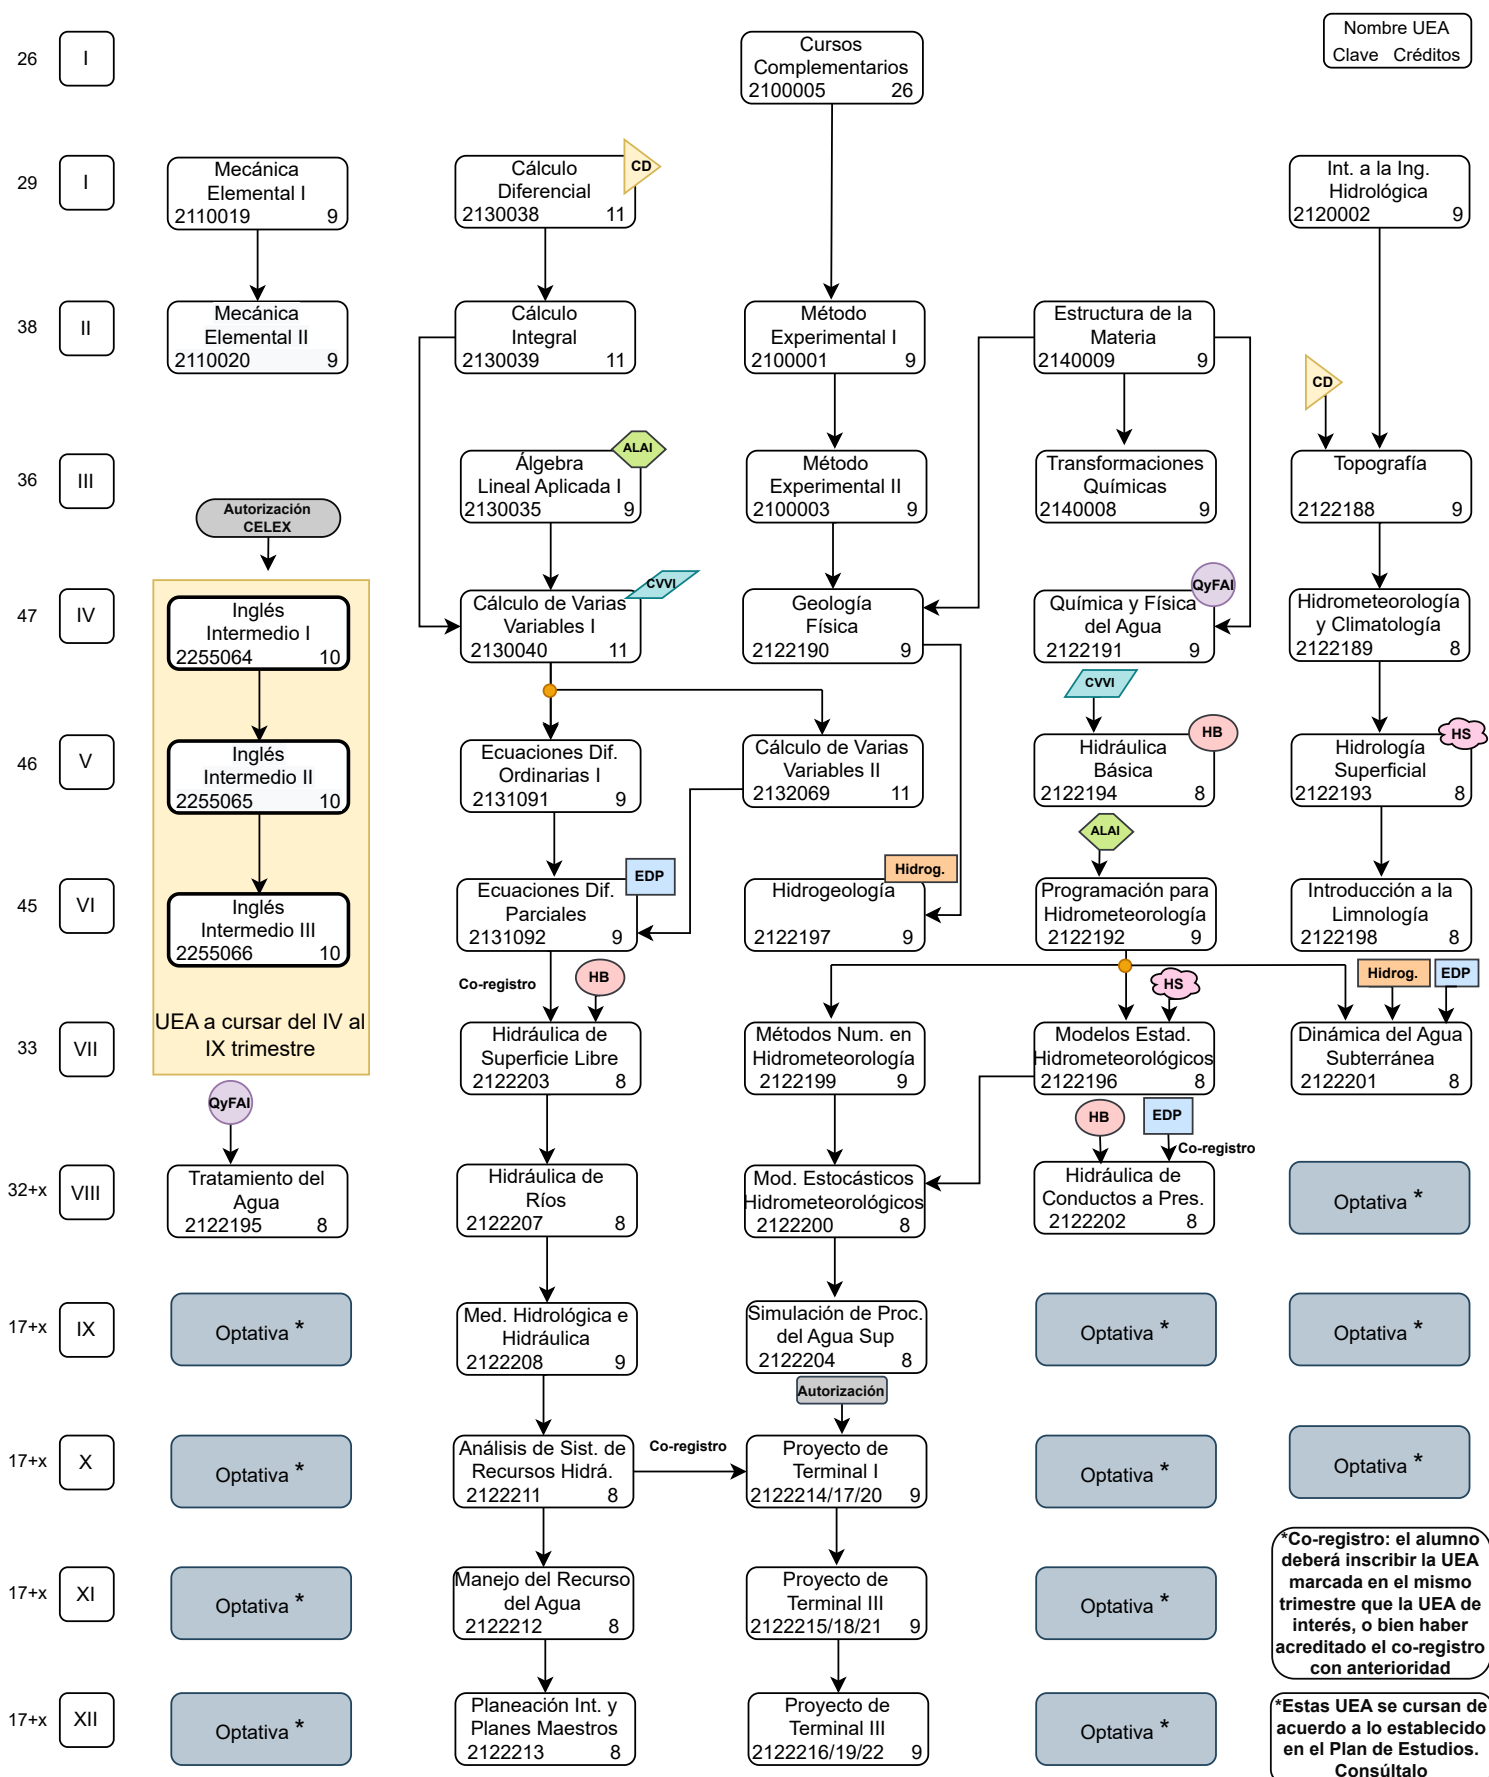 Nombre UEA
Clave Créditos
26 I
Cursos
Complementarios
2100005 26
29 I
Mecánica
Elemental I
2110019 9
Cálculo
Diferencial
2130038 11
CD
Int. a la Ing.
Hidrológica
2120002 9
38 II
Mecánica
Elemental II
2110020 9
Cálculo
Integral
2130039 11
Método
Experimental I
2100001 9
Estructura de la
Materia
2140009 9
CD
36 III
Autorización
CELEX
Álgebra
Lineal Aplicada I
2130035 9
ALAI
Método
Experimental II
2100003 9
Transformaciones
Químicas
2140008 9
Topografía
2122188 9
47 IV
Inglés
Intermedio I
2255064 10
Cálculo de Varias
Variables I
2130040 11
CVVI
Geología
Física
2122190 9
Química y Física
del Agua
2122191 9
QyFAI
Hidrometeorología
y Climatología
2122189 8
CVVI
46 V
Inglés
Intermedio II
2255065 10
Ecuaciones Dif.
Ordinarias I
2131091 9
Cálculo de Varias
Variables II
2132069 11
Hidráulica
Básica
2122194 8
HB
Hidrología
Superficial
2122193 8
HS
ALAI
45 VI
Inglés
Intermedio III
2255066 10
Ecuaciones Dif.
Parciales
2131092 9
EDP
Hidrogeología
2122197 9
Hidrog.
Programación para
Hidrometeorología
2122192 9
Introducción a la
Limnología
2122198 8
UEA a cursar del IV al
IX trimestre
Co-registro
HB
HS
Hidrog.
EDP
33 VII
Hidráulica de
Superficie Libre
2122203 8
Métodos Num. en
Hidrometeorología
2122199 9
Modelos Estad.
Hidrometeorológicos
2122196 8
Dinámica del Agua
Subterránea
2122201 8
QyFAI
HB
EDP
Co-registro
32+x VIII
Tratamiento del
Agua
2122195 8
Hidráulica de
Ríos
2122207 8
Mod. Estocásticos
Hidrometeorológicos
2122200 8
Hidráulica de
Conductos a Pres.
2122202 8
Optativa *
17+x IX
Optativa *
Med. Hidrológica e
Hidráulica
2122208 9
Simulación de Proc.
del Agua Sup
2122204 8
Optativa *
Optativa *
Autorización
17+x X
Optativa *
Análisis de Sist. de
Recursos Hidrá.
2122211 8
Co-registro
Proyecto de
Terminal I
2122214/17/20 9
Optativa *
Optativa *
17+x XI
Optativa *
Manejo del Recurso
del Agua
2122212 8
Proyecto de
Terminal III
2122215/18/21 9
Optativa *
*Co-registro: el alumno
deberá inscribir la UEA
marcada en el mismo
trimestre que la UEA de
interés, o bien haber
acreditado el co-registro
con anterioridad
17+x XII
Optativa *
Planeación Int. y
Planes Maestros
2122213 8
Proyecto de
Terminal III
2122216/19/22 9
Optativa *
*Estas UEA se cursan de
acuerdo a lo establecido
en el Plan de Estudios.
Consúltalo